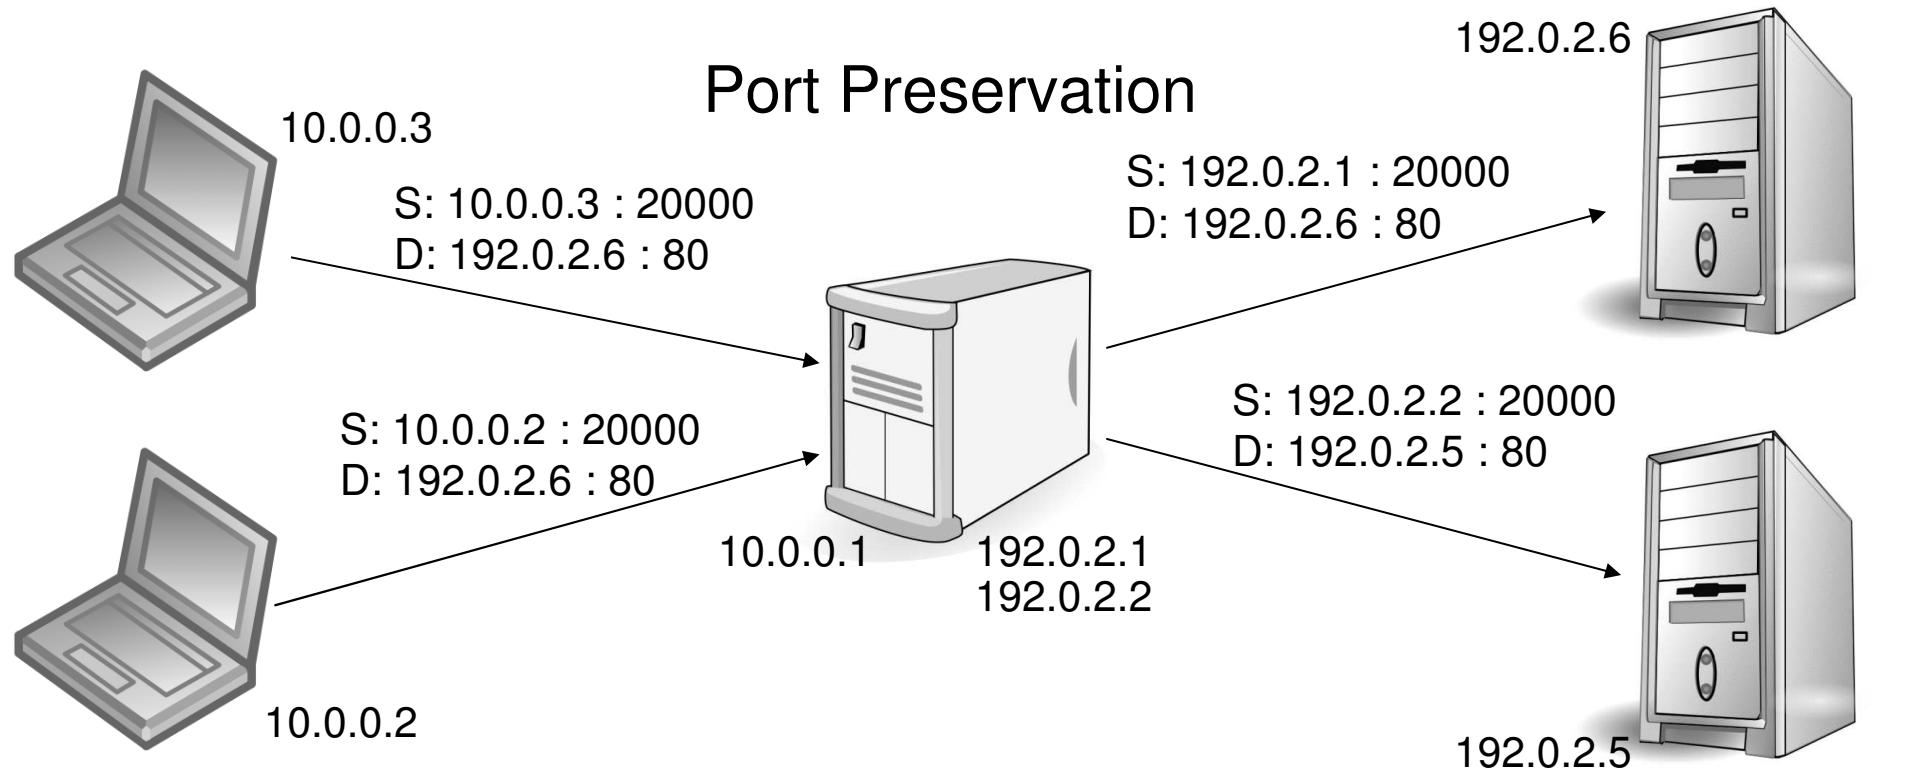 Port Preservation
192.0.2.6
10.0.0.3
S: 10.0.0.3 : 20000
D: 192.0.2.6 : 80
S: 192.0.2.1 : 20000
D: 192.0.2.6 : 80
S: 10.0.0.2 : 20000
D: 192.0.2.6 : 80
S: 192.0.2.2 : 20000
D: 192.0.2.5 : 80
10.0.0.1
192.0.2.1
192.0.2.2
10.0.0.2
192.0.2.5